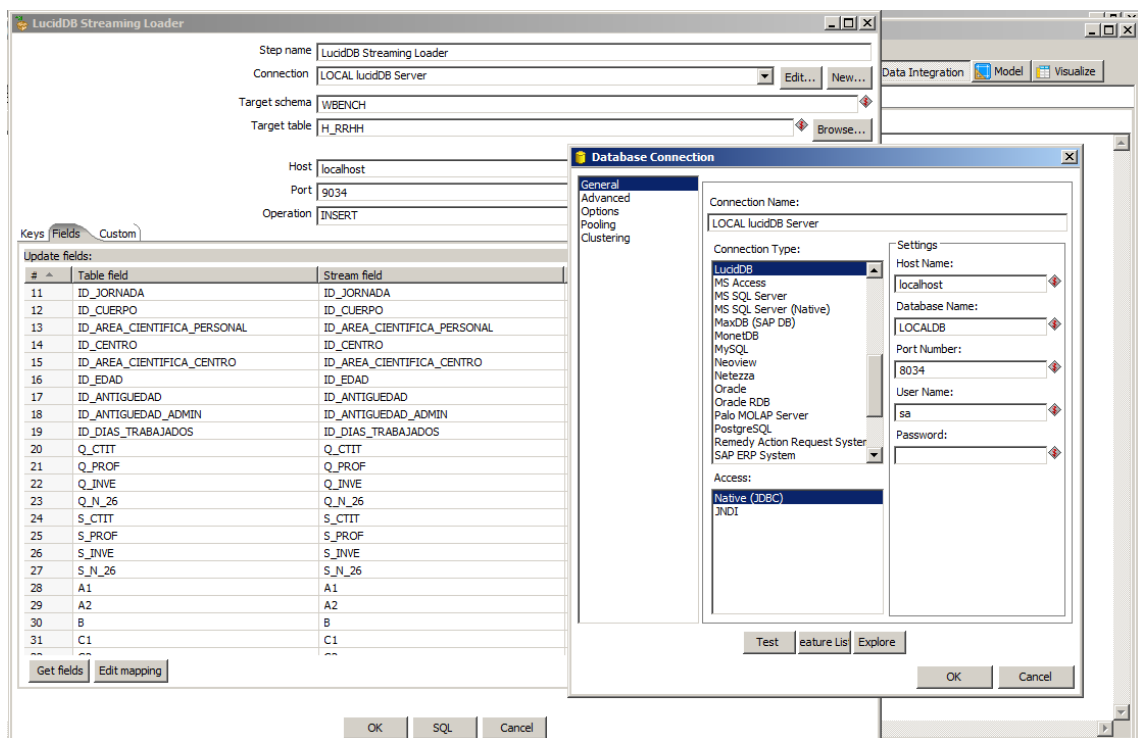 LucidDB Streaming Loader
Step name LucidDB Streaming Loader
Connection LOCAL lucidDB Server Edit... New...
Target schema WBENCH
Target table H_RRHH Browse...
Host localhost
Port 9034
Operation INSERT
Keys Fields Custom
Update fields:
# Table field Stream field
11 ID_JORNADA ID_JORNADA
12 ID_CUERPO ID_CUERPO
13 ID_AREA_CIENTIFICA_PERSONAL ID_AREA_CIENTIFICA_PERSONAL
14 ID_CENTRO ID_CENTRO
15 ID_AREA_CIENTIFICA_CENTRO ID_AREA_CIENTIFICA_CENTRO
16 ID_EDAD ID_EDAD
17 ID_ANTIGUEDAD ID_ANTIGUEDAD
18 ID_ANTIGUEDAD_ADMIN ID_ANTIGUEDAD_ADMIN
19 ID_DIAS_TRABAJADOS ID_DIAS_TRABAJADOS
20 Q_CTIT Q_CTIT
21 Q_PROF Q_PROF
22 Q_INVE Q_INVE
23 Q_N_26 Q_N_26
24 S_CTIT S_CTIT
25 S_PROF S_PROF
26 S_INVE S_INVE
27 S_N_26 S_N_26
28 A1 A1
29 A2 A2
30 B B
31 C1 C1
Get fields Edit mapping
OK SQL Cancel
Data Integration Model Visualize
Database Connection
General
Advanced
Options
Pooling
Clustering
Connection Name:
LOCAL lucidDB Server
Connection Type:
LucidDB
MS Access
MS SQL Server
MS SQL Server (Native)
MaxDB (SAP DB)
MonetDB
MySQL
Neoview
Netezza
Oracle
Oracle RDB
Palo MOLAP Server
PostgreSQL
Remedy Action Request System
SAP ERP System
Access:
Native (JDBC)
JNDI
Settings
Host Name:
localhost
Database Name:
LOCALDB
Port Number:
8034
User Name:
sa
Password:
Test eature List Explore
OK Cancel